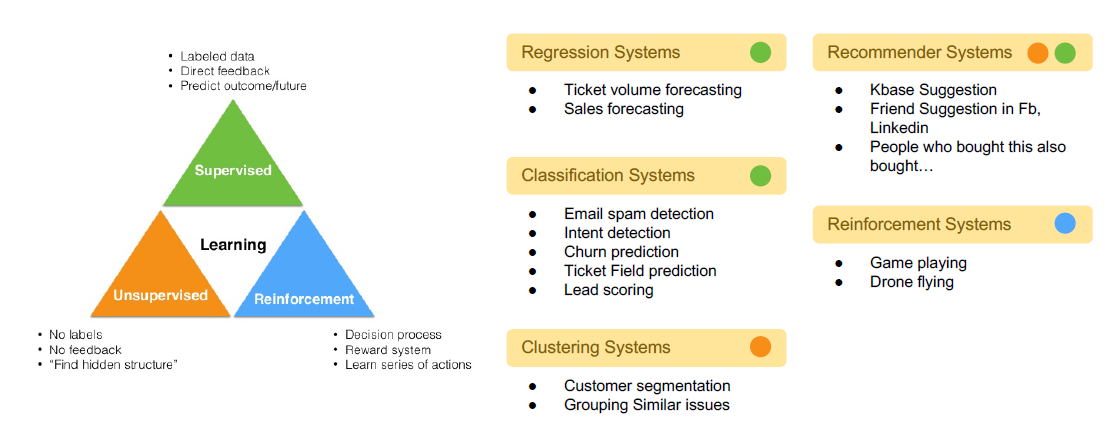 • Labeled data
• Direct feedback
• Predict outcome/future
Supervised
Learning
Unsupervised
Reinforcement
• No labels
• No feedback
• “Find hidden structure”
• Decision process
• Reward system
• Learn series of actions
Regression Systems
● Ticket volume forecasting
● Sales forecasting
Classification Systems
● Email spam detection
● Intent detection
● Churn prediction
● Ticket Field prediction
● Lead scoring
Clustering Systems
● Customer segmentation
● Grouping Similar issues
Recommender Systems
● Kbase Suggestion
● Friend Suggestion in Fb,
Linkedin
● People who bought this also
bought…
Reinforcement Systems
● Game playing
● Drone flying